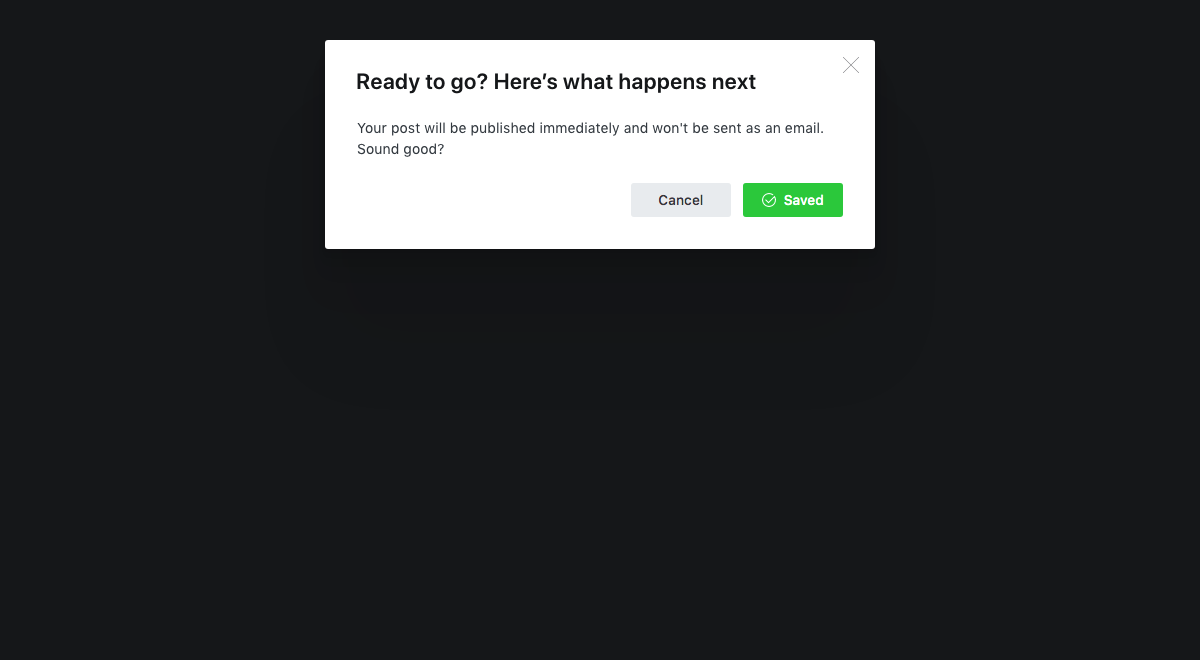 Ready to go? Here’s what happens next
Your post will be published immediately and won't be sent as an email.
Sound good?
Cancel
Saved